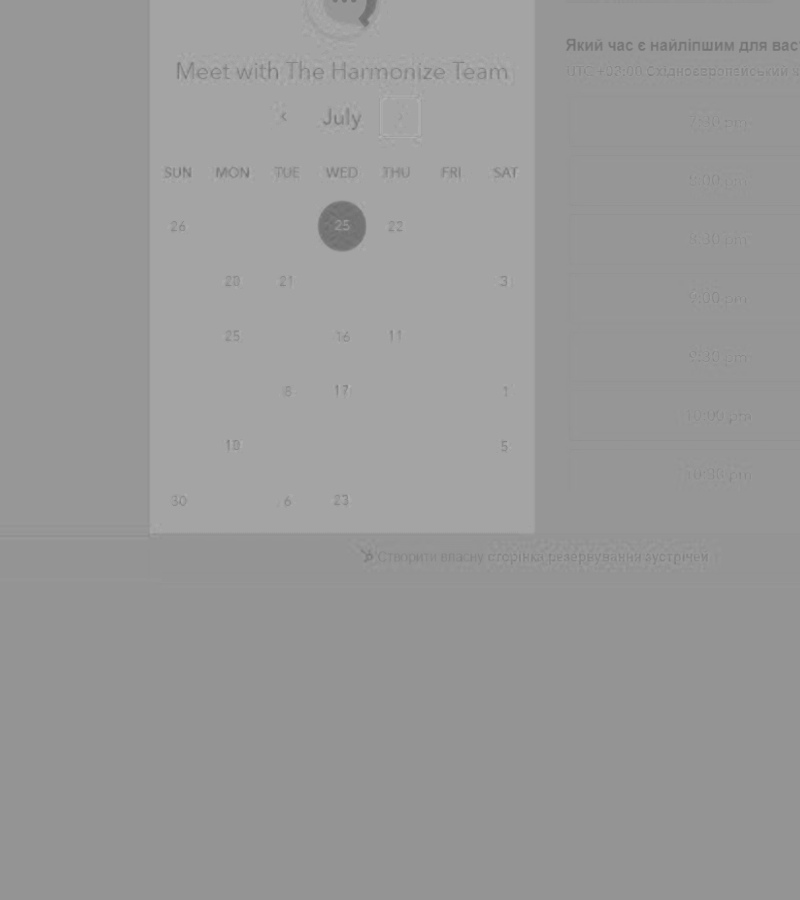 Meet with The Harmonize Team
‹ July ›
SUN MON TUE WED THU FRI SAT
26 25 22
20 21 3
25 16 11
8 17 1
18 5
30 6 23
Який час є найліпшим для вас
UTC +03:00 Східноєвропейський
7:30 pm
8:00 pm
8:30 pm
9:00 pm
9:30 pm
10:00 pm
10:30 pm
Створити власну сторінку резервування зустрічей